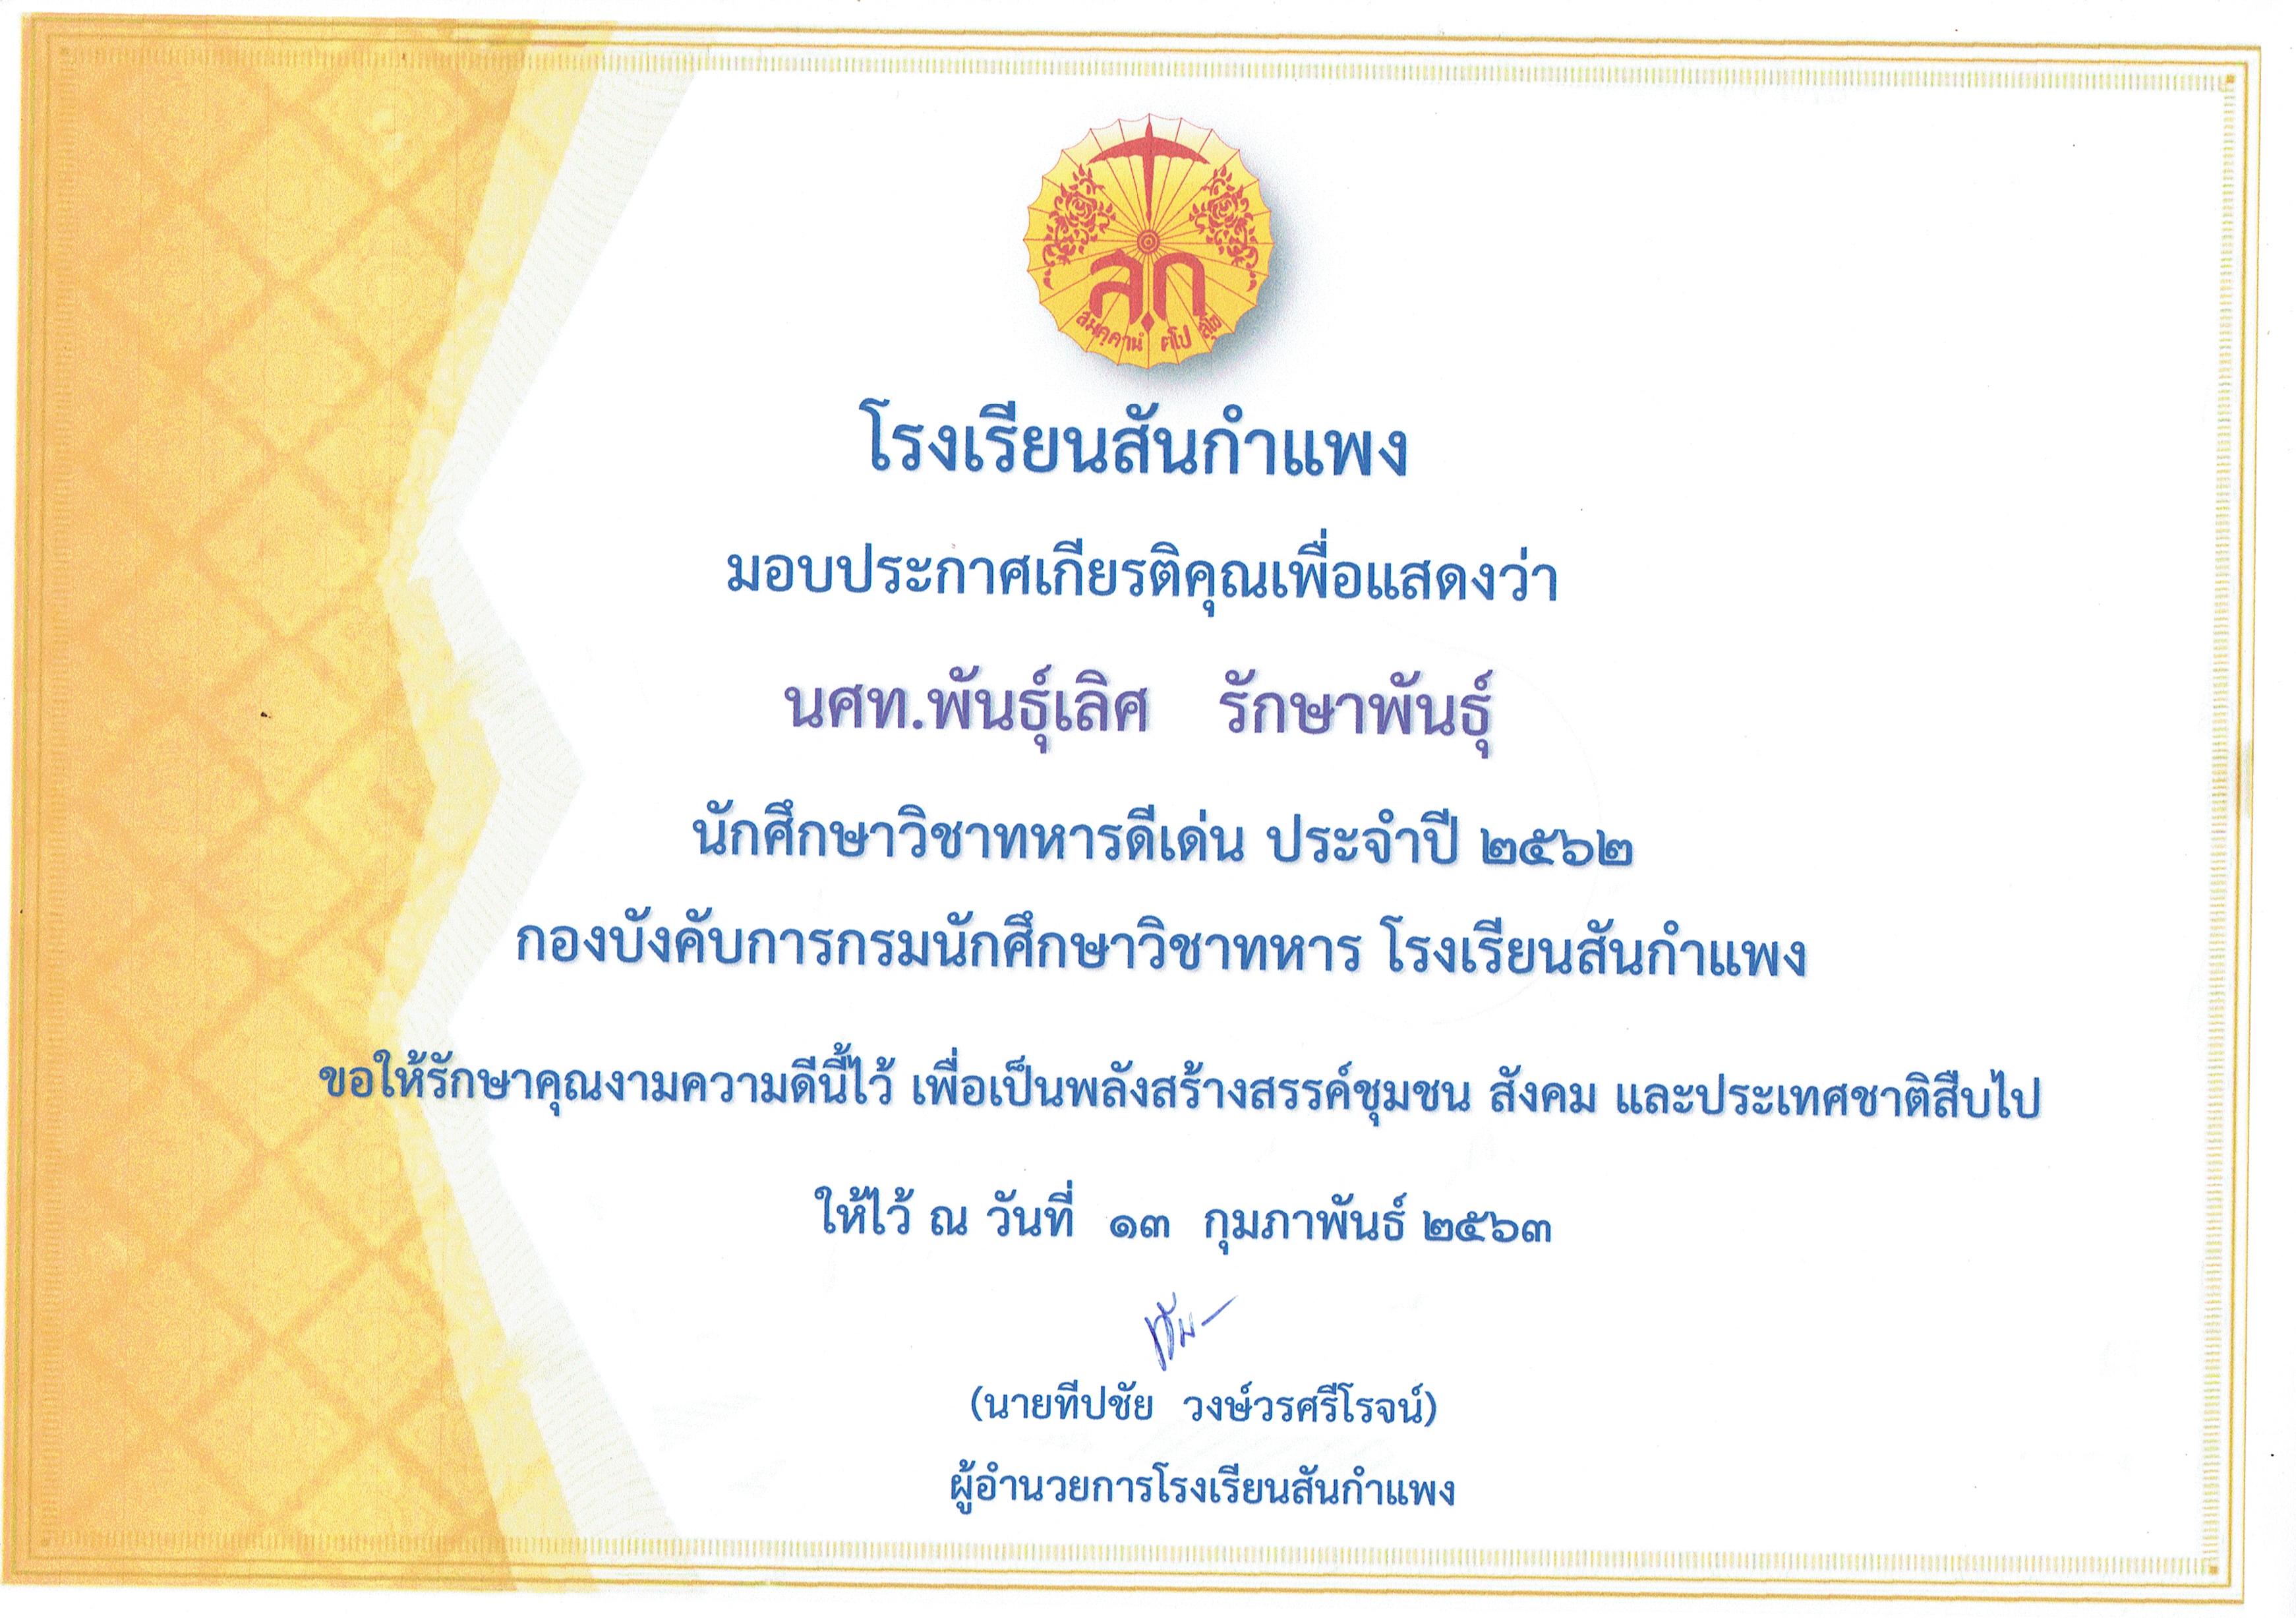 ส.ก
สมคฺคานํ ตโป สุโข
โรงเรียนสันกำแพง
มอบประกาศเกียรติคุณเพื่อแสดงว่า
นศท.พันธุ์เลิศ รักษาพันธุ์
นักศึกษาวิชาทหารดีเด่น ประจำปี ๒๕๖๒
กองบังคับการกรมนักศึกษาวิชาทหาร โรงเรียนสันกำแพง
ขอให้รักษาคุณงามความดีนี้ไว้ เพื่อเป็นพลังสร้างสรรค์ชุมชน สังคม และประเทศชาติสืบไป
ให้ไว้ ณ วันที่ ๑๓ กุมภาพันธ์ ๒๕๖๓
(นายทีปชัย วงษ์วรศรีโรจน์)
ผู้อำนวยการโรงเรียนสันกำแพง